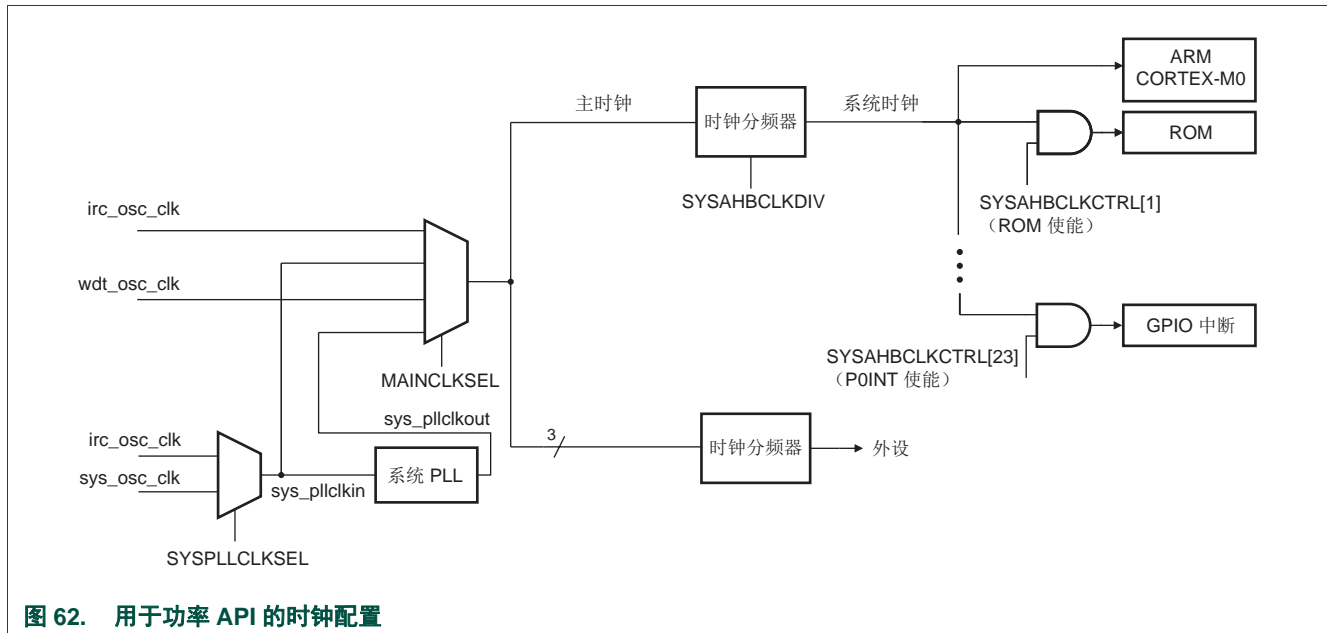 ARM
CORTEX-M0
主时钟
时钟分频器
系统时钟
ROM
SYSAHBCLKDIV
SYSAHBCLKCTRL[1]
（ROM 使能）
irc_osc_clk
wdt_osc_clk
GPIO 中断
SYSAHBCLKCTRL[23]
（P0INT 使能）
MAINCLKSEL
sys_pllclkout
irc_osc_clk
sys_osc_clk
系统 PLL
sys_pllclkin
3
时钟分频器
外设
SYSPLLCLKSEL
图 62. 用于功率 API 的时钟配置